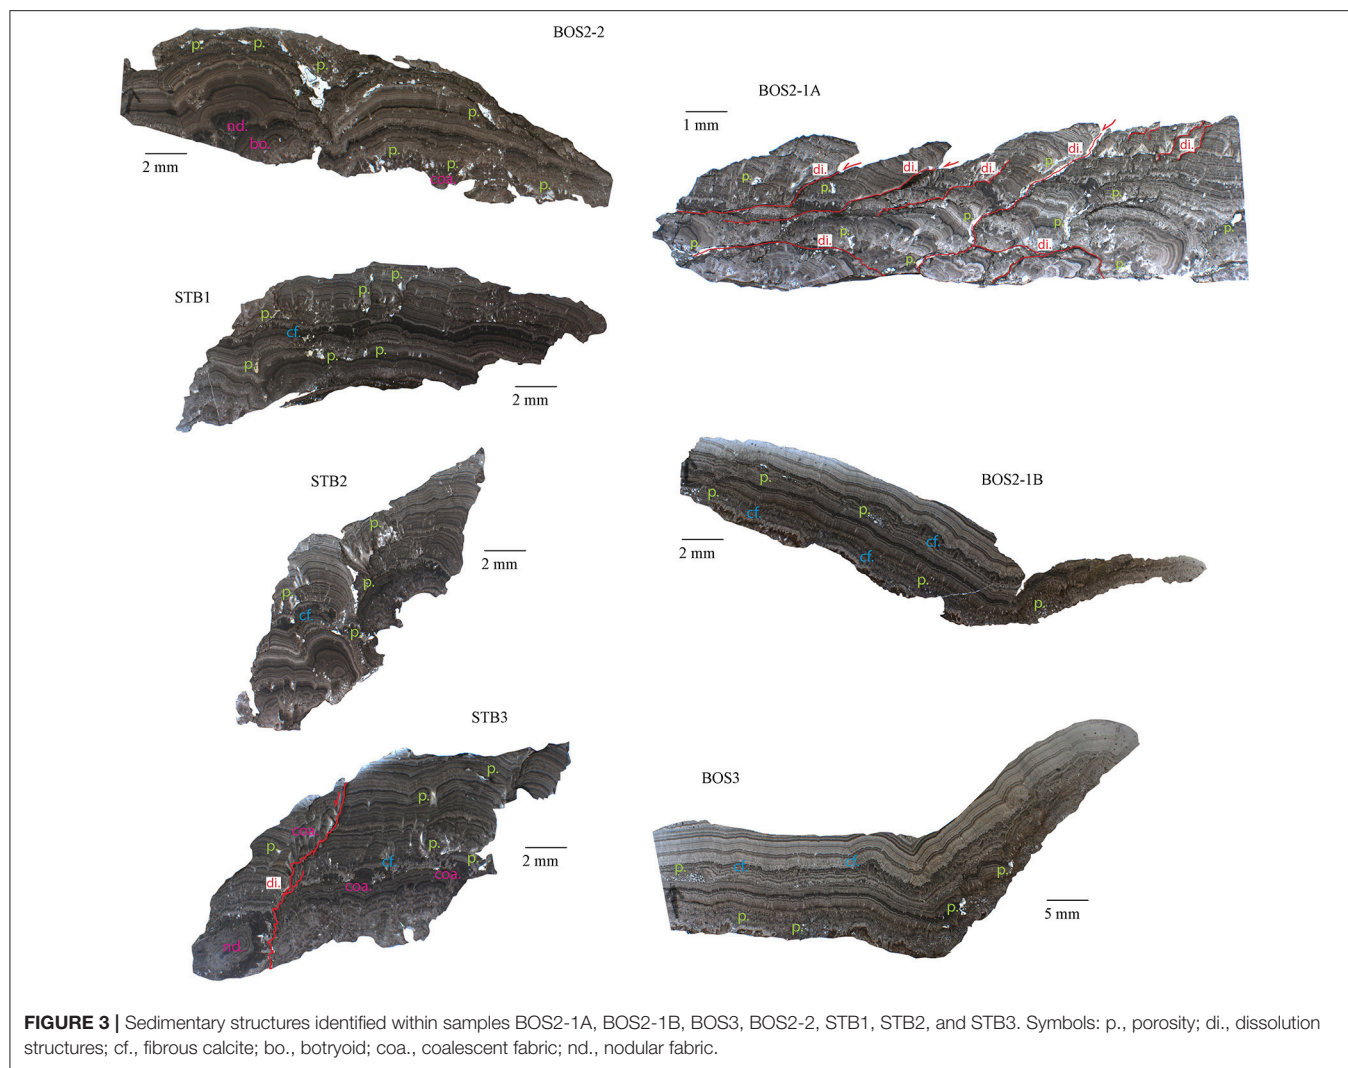 BOS2-2
p.
p.
p.
p.
nd.
bo.
p.
p.
coa.
p.
2 mm
BOS2-1A
1 mm
di.
di.
di.
di.
di.
di.
p.
p.
p.
p.
p.
p.
p.
p.
p.
p.
STB1
p.
p.
p.
cf.
p.
p.
p.
2 mm
STB2
p.
p.
p.
cf.
p.
2 mm
BOS2-1B
p.
p.
cf.
p.
cf.
cf.
p.
p.
2 mm
STB3
p.
p.
coa.
p.
p.
cf.
p.
di.
coa.
coa.
nd.
2 mm
BOS3
p.
cf.
cf.
p.
p.
p.
p.
5 mm
FIGURE 3 | Sedimentary structures identified within samples BOS2-1A, BOS2-1B, BOS3, BOS2-2, STB1, STB2, and STB3. Symbols: p., porosity; di., dissolution
structures; cf., fibrous calcite; bo., botryoid; coa., coalescent fabric; nd., nodular fabric.